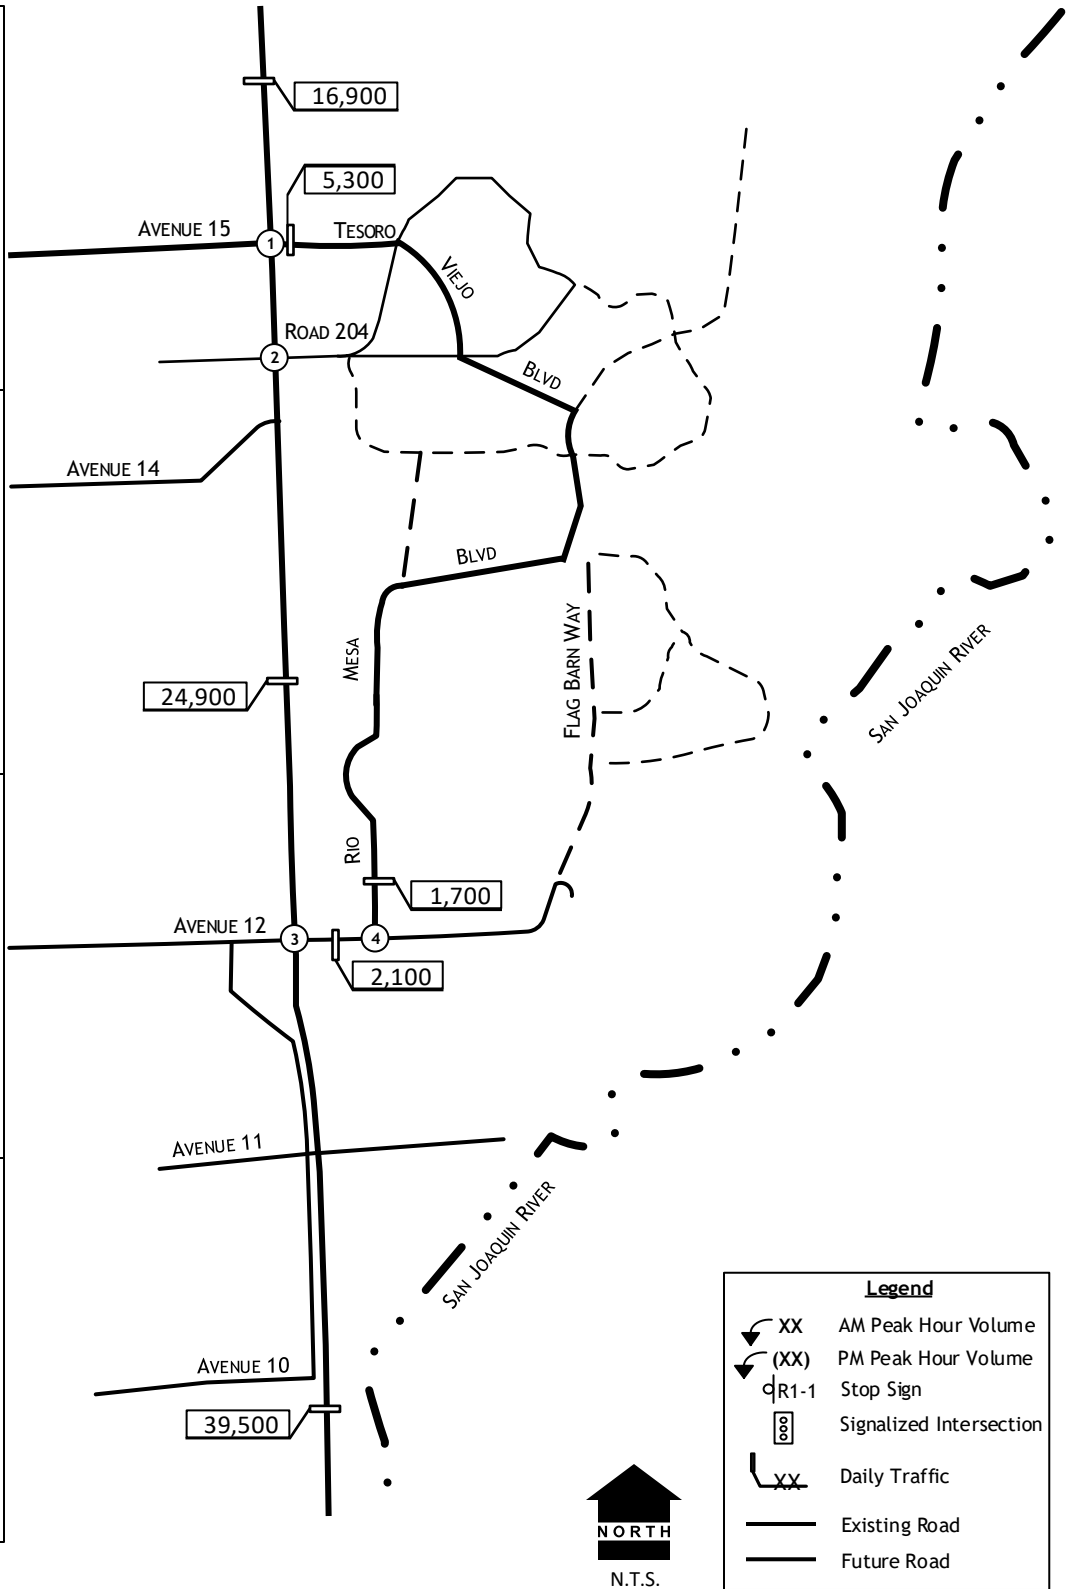 16,900
5,300
AVENUE 15
TESORO
1
VIEJO
ROAD 204
2
BLVD
AVENUE 14
BLVD
MESA
FLAG BARN WAY
SAN JOAQUIN RIVER
24,900
RIO
1,700
AVENUE 12
3
4
2,100
AVENUE 11
SAN JOAQUIN RIVER
AVENUE 10
39,500
NORTH
N.T.S.
Legend
XX AM Peak Hour Volume
(XX) PM Peak Hour Volume
R1-1 Stop Sign
Signalized Intersection
XX Daily Traffic
Existing Road
Future Road